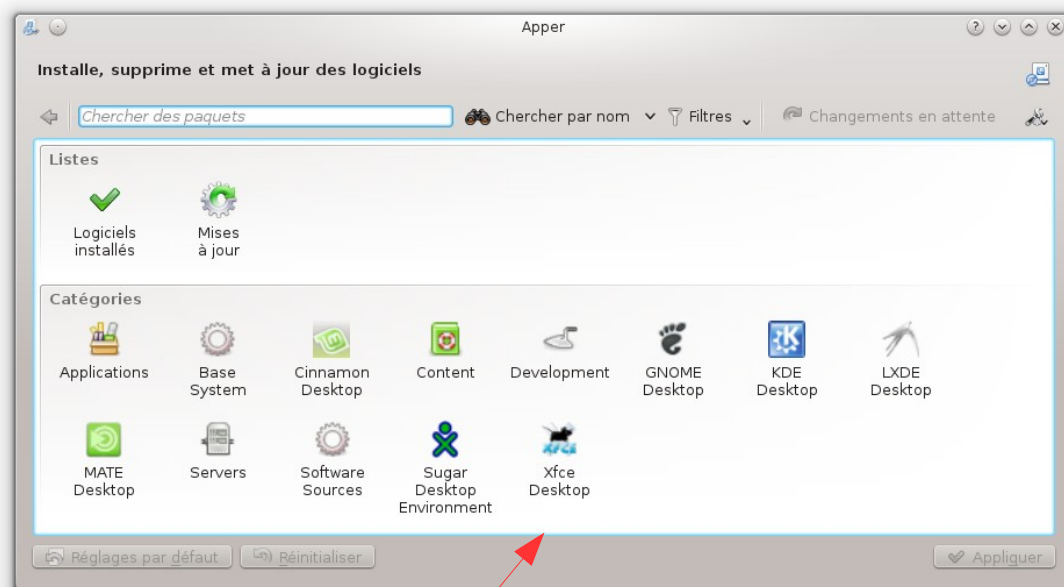 Apper
Installe, supprime et met à jour des logiciels
Chercher des paquets Chercher par nom Filtres Changements en attente
Listes
Logiciels
installés
Mises
à jour
Catégories
Applications
Base
System
Cinnamon
Desktop
Content
Development
GNOME
Desktop
KDE
Desktop
LXDE
Desktop
MATE
Desktop
Servers
Software
Sources
Sugar
Desktop
Environment
XFCE
Xfce
Desktop
Réglages par défaut Réinitialiser Appliquer